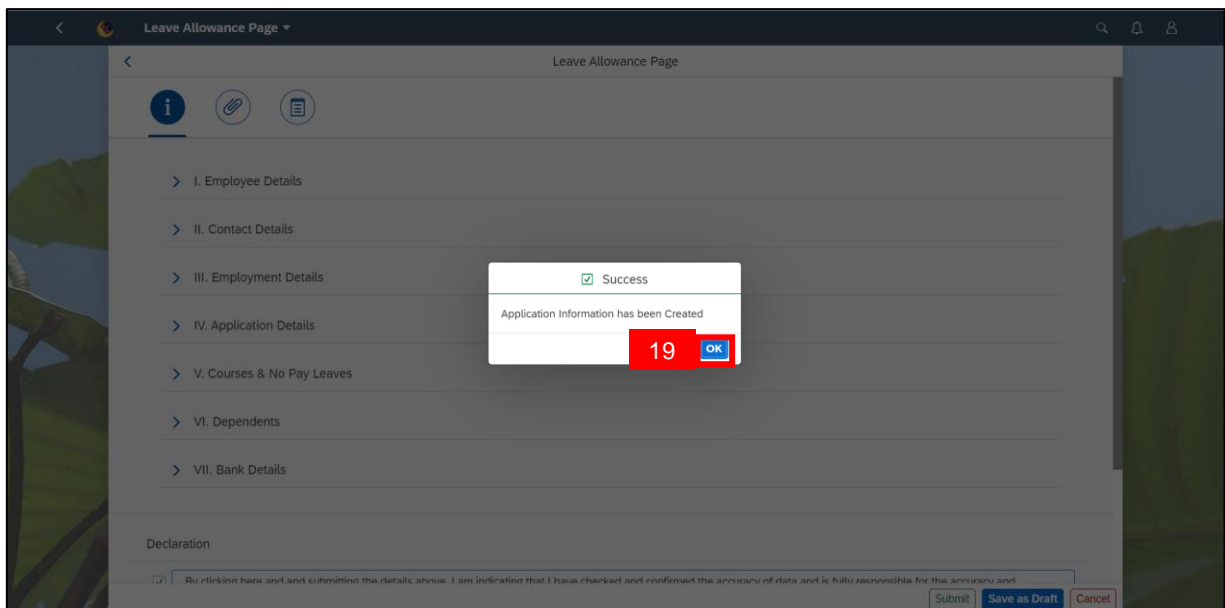 Leave Allowance Page
Leave Allowance Page
I. Employee Details
II. Contact Details
III. Employment Details
IV. Application Details
V. Courses & No Pay Leaves
VI. Dependents
VII. Bank Details
Success
Application Information has been Created
19 OK
Declaration
By clicking here and and submitting the details above, I am indicating that I have checked and confirmed the accuracy of data and is fully responsible for the accuracy and
Submit Save as Draft Cancel